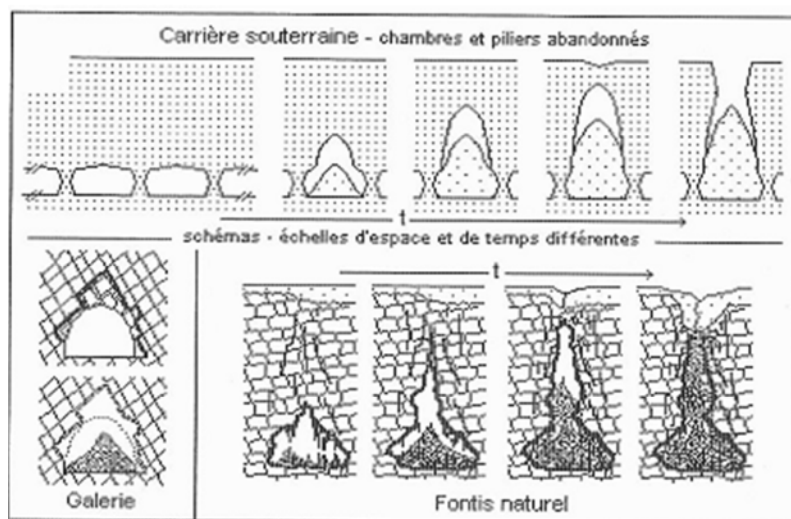 Carrière souterraine - chambres et piliers abandonnés
t
schémas - échelles d'espace et de temps différentes
t
Galerie
Fontis naturel